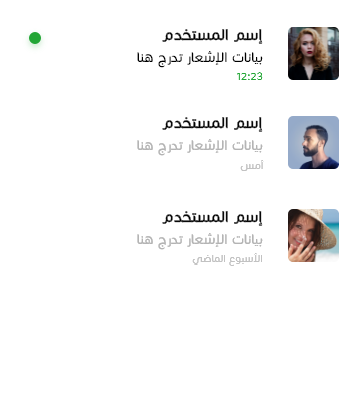 إسم المستخدم
بيانات الإشعار تدرج هنا
12:23
إسم المستخدم
بيانات الإشعار تدرج هنا
أمس
إسم المستخدم
بيانات الإشعار تدرج هنا
الأسبوع الماضي